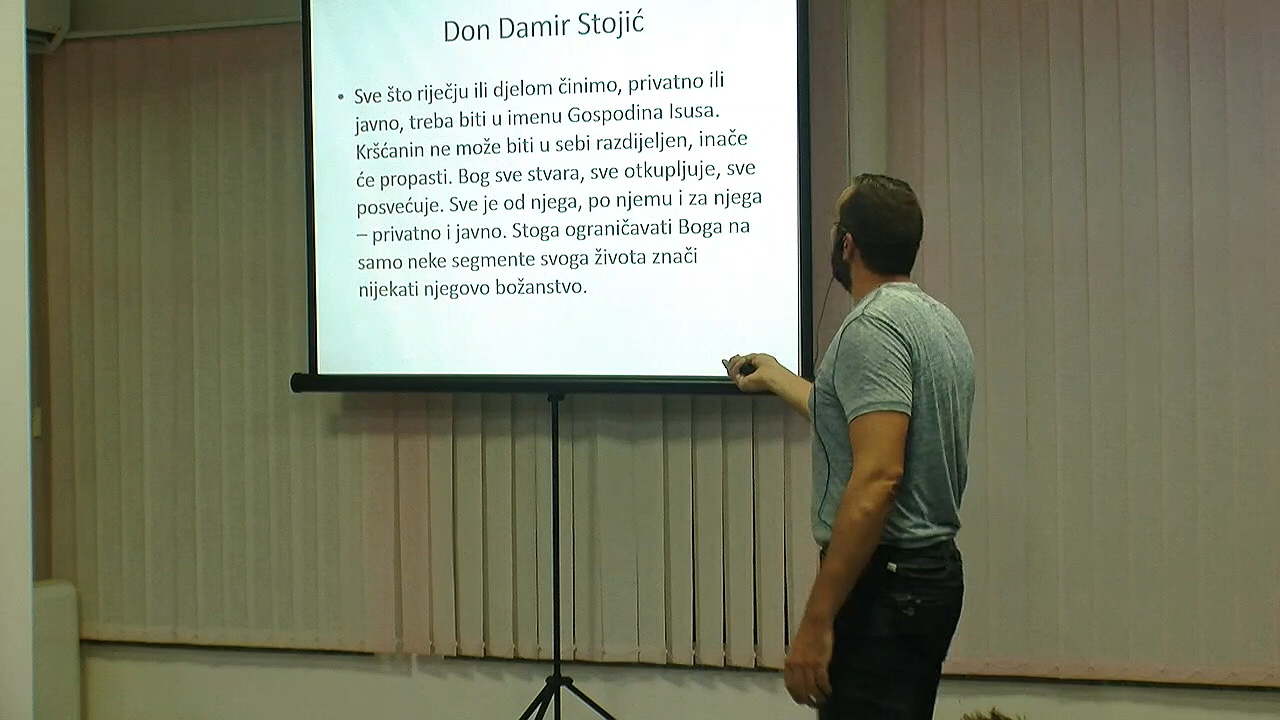 Don Damir Stojić
• Sve što riječju ili djelom činimo, privatno ili
javno, treba biti u imenu Gospodina Isusa.
Kršćanin ne može biti u sebi razdijeljen, inače
će propasti. Bog sve stvara, sve otkupljuje, sve
posvećuje. Sve je od njega, po njemu i za njega
– privatno i javno. Stoga ograničavati Boga na
samo neke segmente svoga života znači
nijekati njegovo božanstvo.